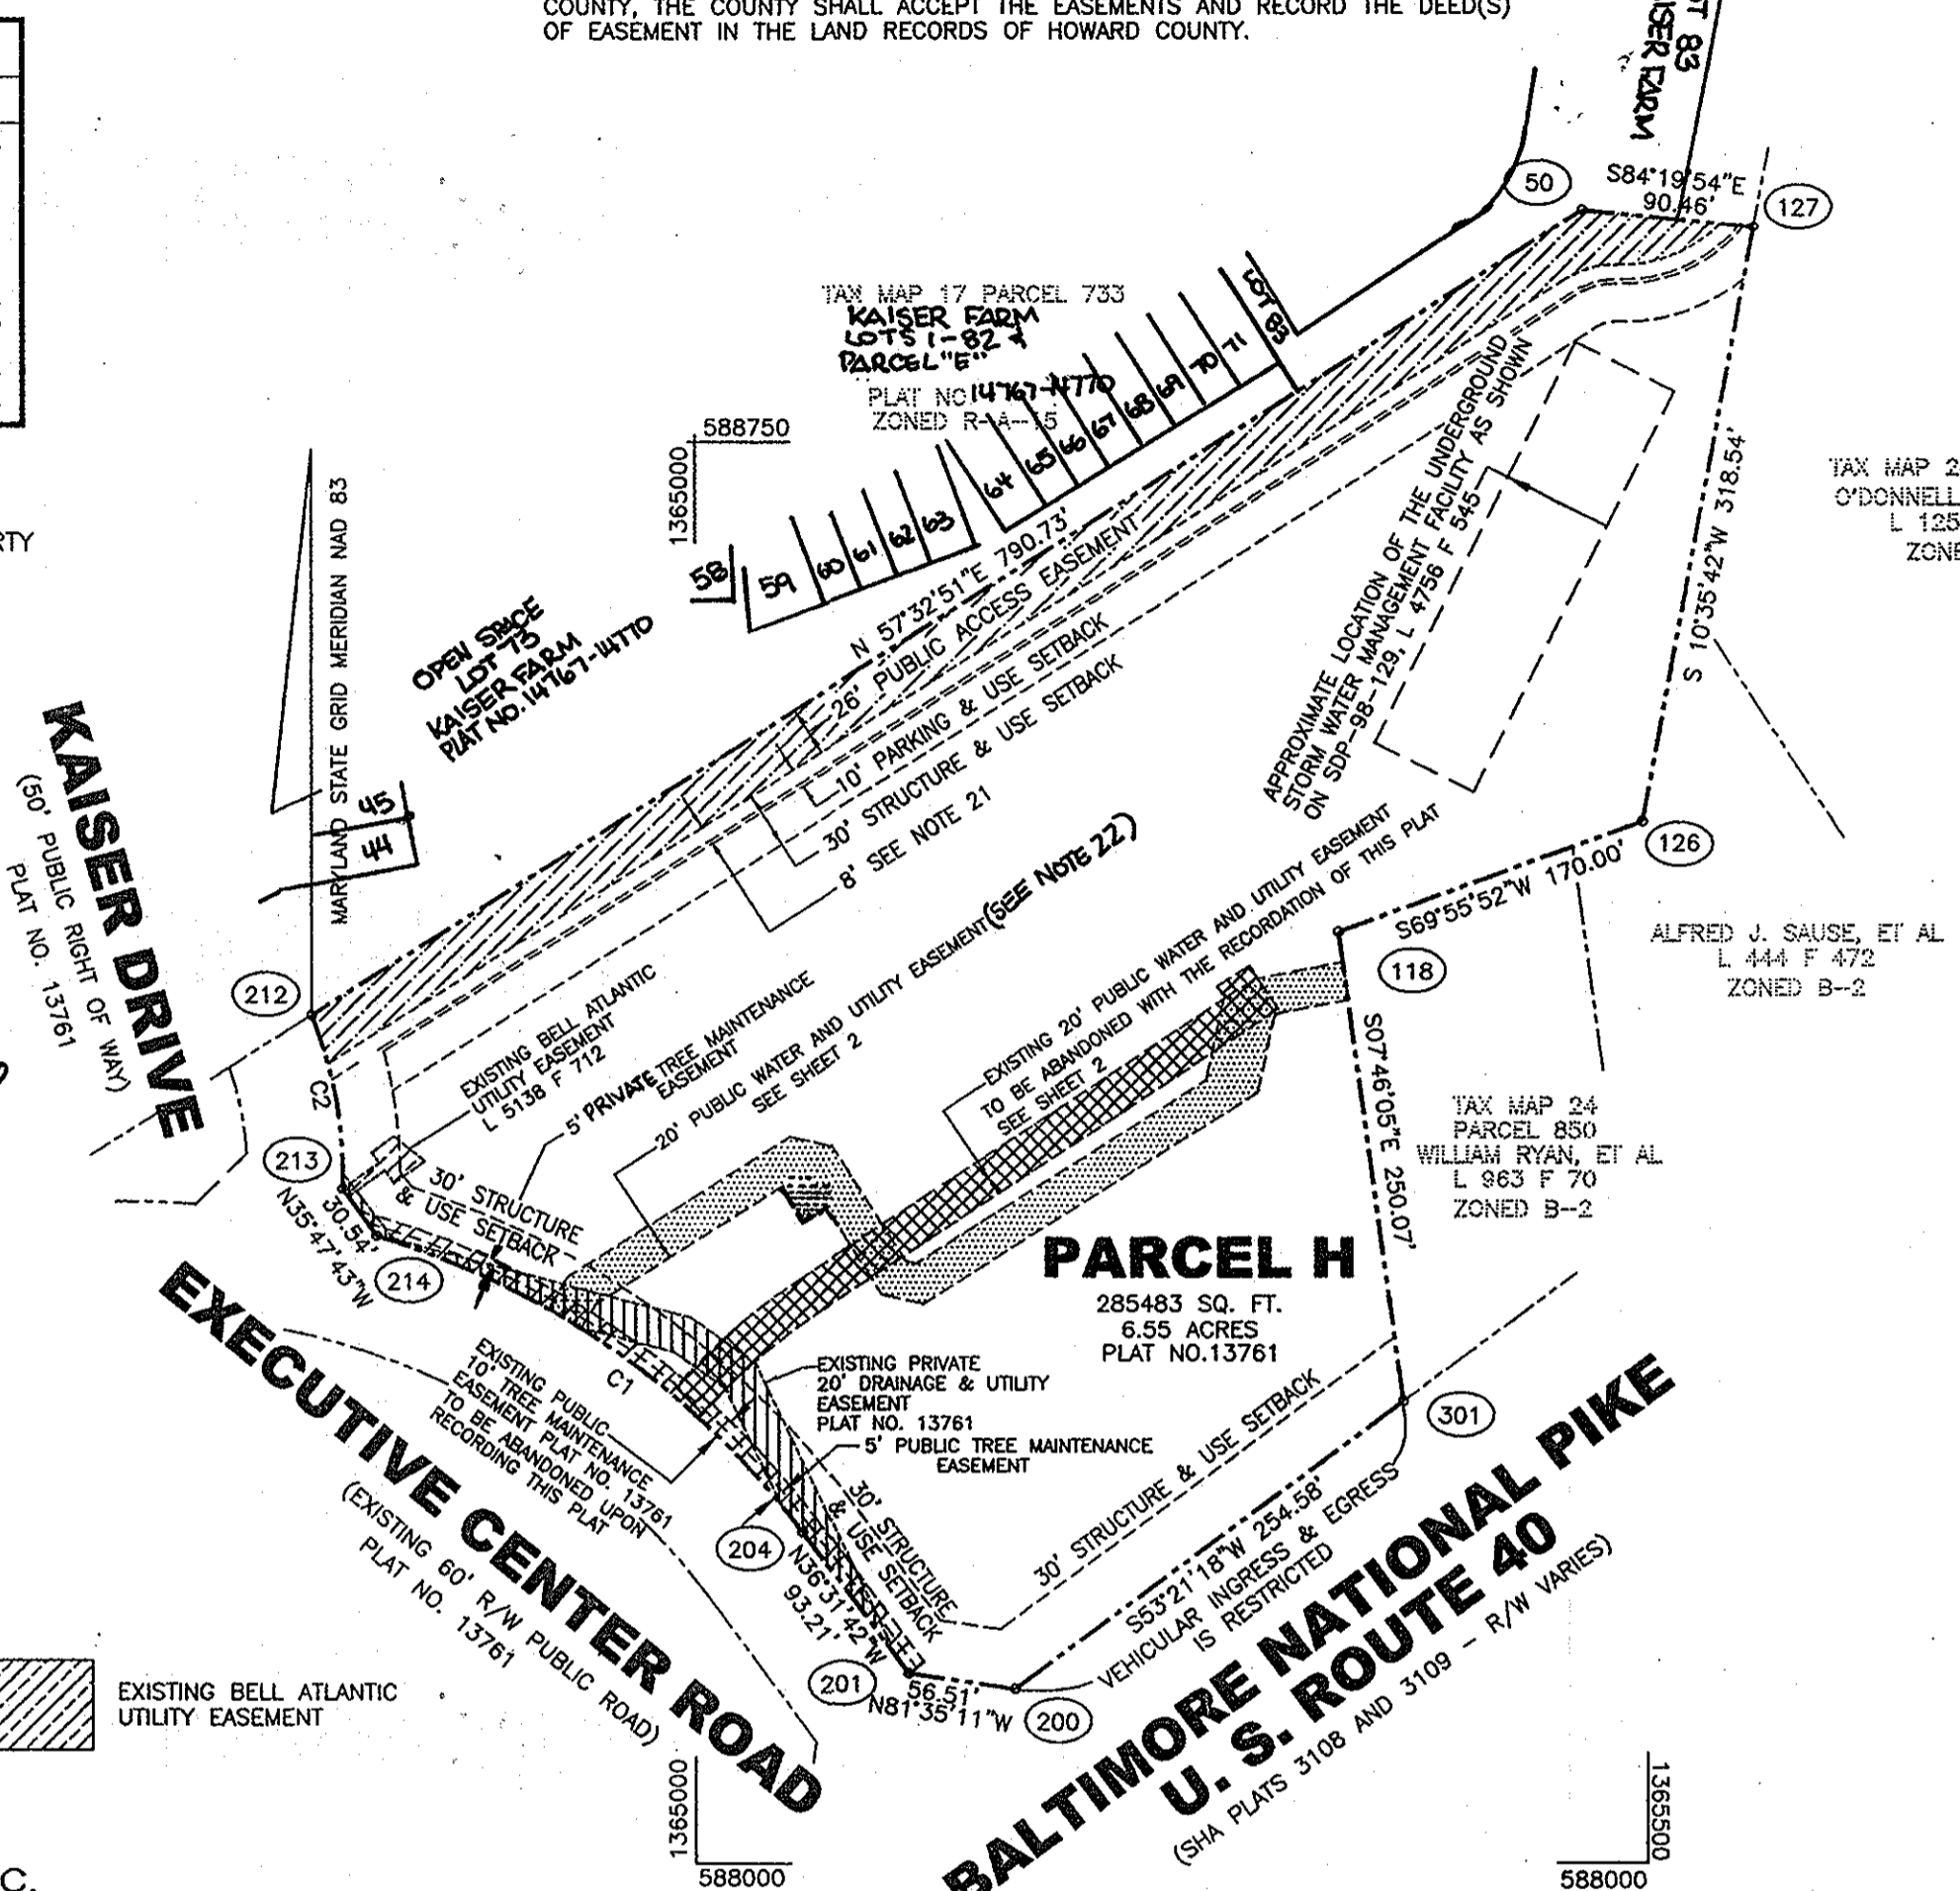 COUNTY, THE COUNTY SHALL ACCEPT THE EASEMENTS AND RECORD THE DEED(S)
OF EASEMENT IN THE LAND RECORDS OF HOWARD COUNTY.
83
FARM
50
S84°19'54"E
90.46'
127
TAX MAP 17 PARCEL 733
KAISER FARM
LOTS 1-82 &
PARCEL "E"
PLAT NO 14767-14770
ZONED R-A-15
588750
1365000
58
59
60
61
62
63
64
65
66
67
68
69
70
71
LOT 83
N 57°32'51"E 790.73'
26' PUBLIC ACCESS EASEMENT
10' PARKING & USE SETBACK
30' STRUCTURE & USE SETBACK
8' SEE NOTE 21
APPROXIMATE LOCATION OF THE UNDERGROUND
STORM WATER MANAGEMENT FACILITY AS SHOWN
ON SDP-98-129, L 4756 F 545
S 10°35'42"W 318.54'
TAX MAP
O'DONNELL
RTY
MARYLAND STATE GRID MERIDIAN NAD 83
OPEN SPACE
LOT 73
KAISER FARM
PLAT NO. 14767-14770
45
44
KAISER DRIVE
(50' PUBLIC RIGHT OF WAY)
PLAT NO. 13761
212
C2
213
30.54'
N35°47'43"W
214
126
S69°55'52"W 170.00'
118
ALFRED J. SAUSE, ET AL
L 444 F 472
ZONED B-2
S07°46'05"E 250.07'
TAX MAP 24
PARCEL 850
WILLIAM RYAN, ET AL
L 963 F 70
ZONED B-2
EXISTING BELL ATLANTIC
UTILITY EASEMENT
L 5138 F 712
5' PRIVATE TREE MAINTENANCE
EASEMENT
20' PUBLIC WATER AND UTILITY EASEMENT (SEE NOTE 22)
SEE SHEET 2
EXISTING 20' PUBLIC WATER AND UTILITY EASEMENT
TO BE ABANDONED WITH THE RECORDATION OF THIS PLAT
SEE SHEET 2
30' STRUCTURE
& USE SETBACK
PARCEL H
285483 SQ. FT.
6.55 ACRES
PLAT NO.13761
EXISTING PRIVATE
20' DRAINAGE & UTILITY
EASEMENT
PLAT NO. 13761
5' PUBLIC TREE MAINTENANCE
EASEMENT
C1
EXISTING PUBLIC
10' TREE MAINTENANCE
EASEMENT PLAT NO. 13761
TO BE ABANDONED UPON
RECORDING THIS PLAT
EXECUTIVE CENTER ROAD
(EXISTING 60' R/W PUBLIC ROAD)
PLAT NO. 13761
204
N36°31'42"W
93.21'
30' STRUCTURE
& USE SETBACK
201
56.51'
N81°35'11"W
200
30' STRUCTURE & USE SETBACK
301
S53°21'18"W 254.58'
VEHICULAR INGRESS & EGRESS
IS RESTRICTED
BALTIMORE NATIONAL PIKE
U. S. ROUTE 40
(SHA PLATS 3108 AND 3109 - R/W VARIES)
EXISTING BELL ATLANTIC
UTILITY EASEMENT
1365000
588000
1365500
588000
C.